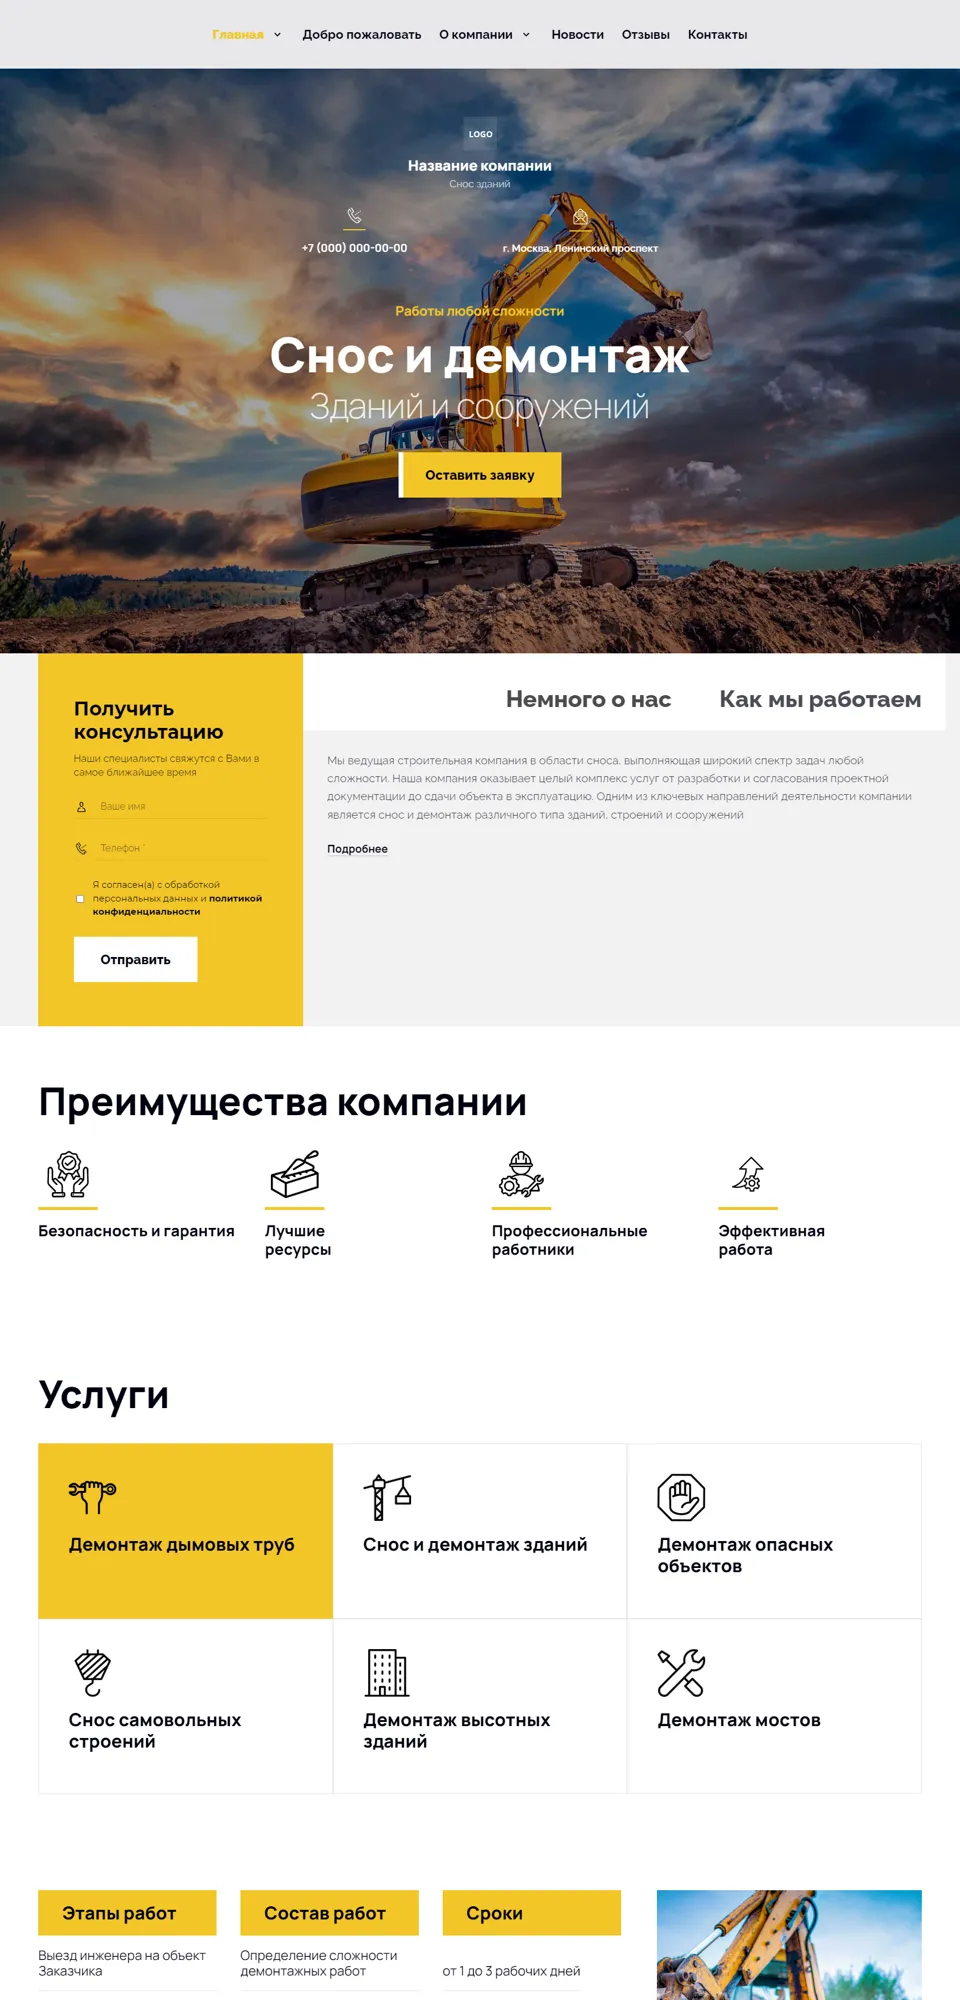 Главная
Добро пожаловать
О компании
Новости
Отзывы
Контакты
LOGO
Название компании
Снос зданий
+7 (000) 000-00-00
г. Москва, Ленинский проспект
Работы любой сложности
Снос и демонтаж
Зданий и сооружений
Оставить заявку
Получить
консультацию
Наши специалисты свяжутся с Вами в
самое ближайшее время
Ваше имя
Телефон *
Я согласен(а) с обработкой
персональных данных и политикой
конфиденциальности
Отправить
Немного о нас
Как мы работаем
Мы ведущая строительная компания в области сноса, выполняющая широкий спектр задач любой
сложности. Наша компания оказывает целый комплекс услуг от разработки и согласования проектной
документации до сдачи объекта в эксплуатацию. Одним из ключевых направлений деятельности компании
является снос и демонтаж различного типа зданий, строений и сооружений
Подробнее
Преимущества компании
Безопасность и гарантия
Лучшие
ресурсы
Профессиональные
работники
Эффективная
работа
Услуги
Демонтаж дымовых труб
Снос и демонтаж зданий
Демонтаж опасных
объектов
Снос самовольных
строений
Демонтаж высотных
зданий
Демонтаж мостов
Этапы работ
Состав работ
Сроки
Выезд инженера на объект
Заказчика
Определение сложности
демонтажных работ
от 1 до 3 рабочих дней